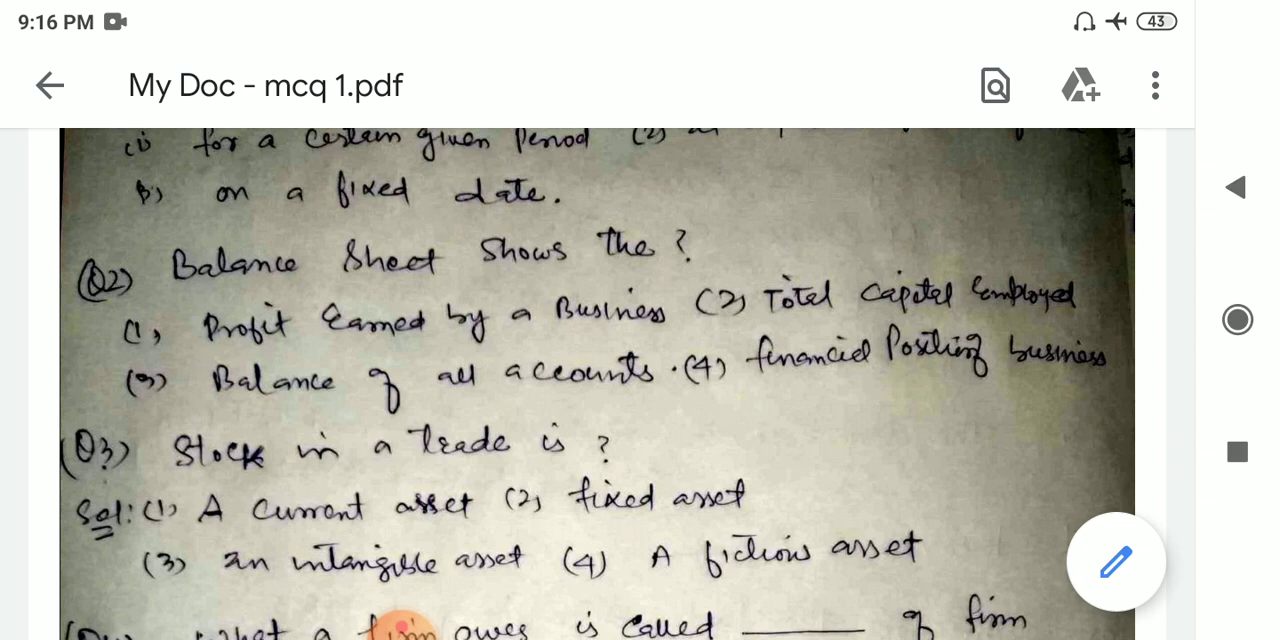 9:16 PM
43
My Doc - mcq 1.pdf
(i) for a certain given Period (2)
on a fixed date.
(Q2) Balance Sheet Shows the ?
(1) Profit Earned by a Business (2) Total Capital Employed
(3) Balance of all accounts. (4) financial Position of business
(Q3) Stock in a trade is ?
Sol: (1) A Current asset (2) fixed asset
(3) an intangible asset (4) A fictious asset
what a firm owes is called ______ of firm